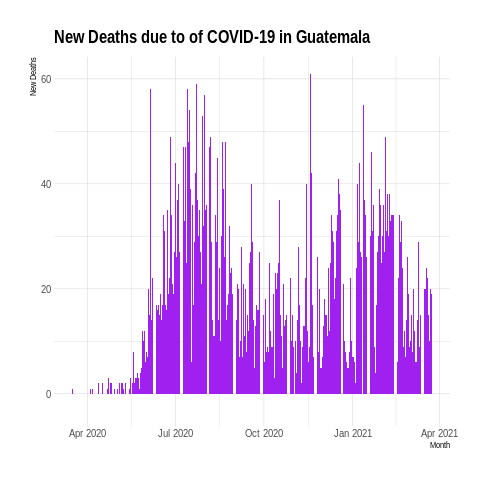 New Deaths due to of COVID-19 in Guatemala
New Deaths
60
40
20
0
Apr 2020 Jul 2020 Oct 2020 Jan 2021 Apr 2021
Month